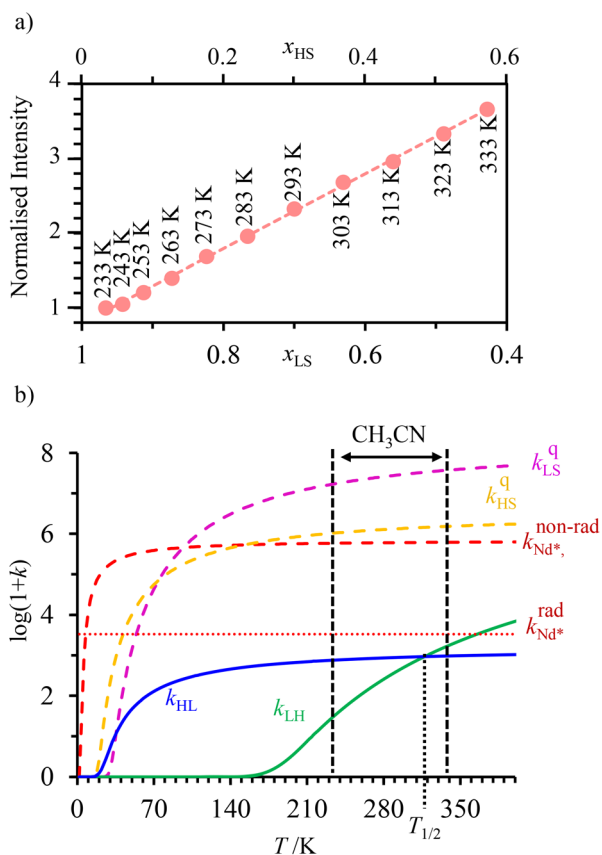 a)
x_HS
0 0.2 0.4 0.6
Normalised Intensity
4
3
2
1
233 K
243 K
253 K
263 K
273 K
283 K
293 K
303 K
313 K
323 K
333 K
1 0.8 0.6 0.4
x_LS
b)
CH₃CN
log(1+k)
8
6
4
2
0
k_LS^q
k_HS^q
k_Nd*,^non-rad
k_Nd*^rad
k_HL
k_LH
0 70 140 210 280 350
T /K
T_1/2